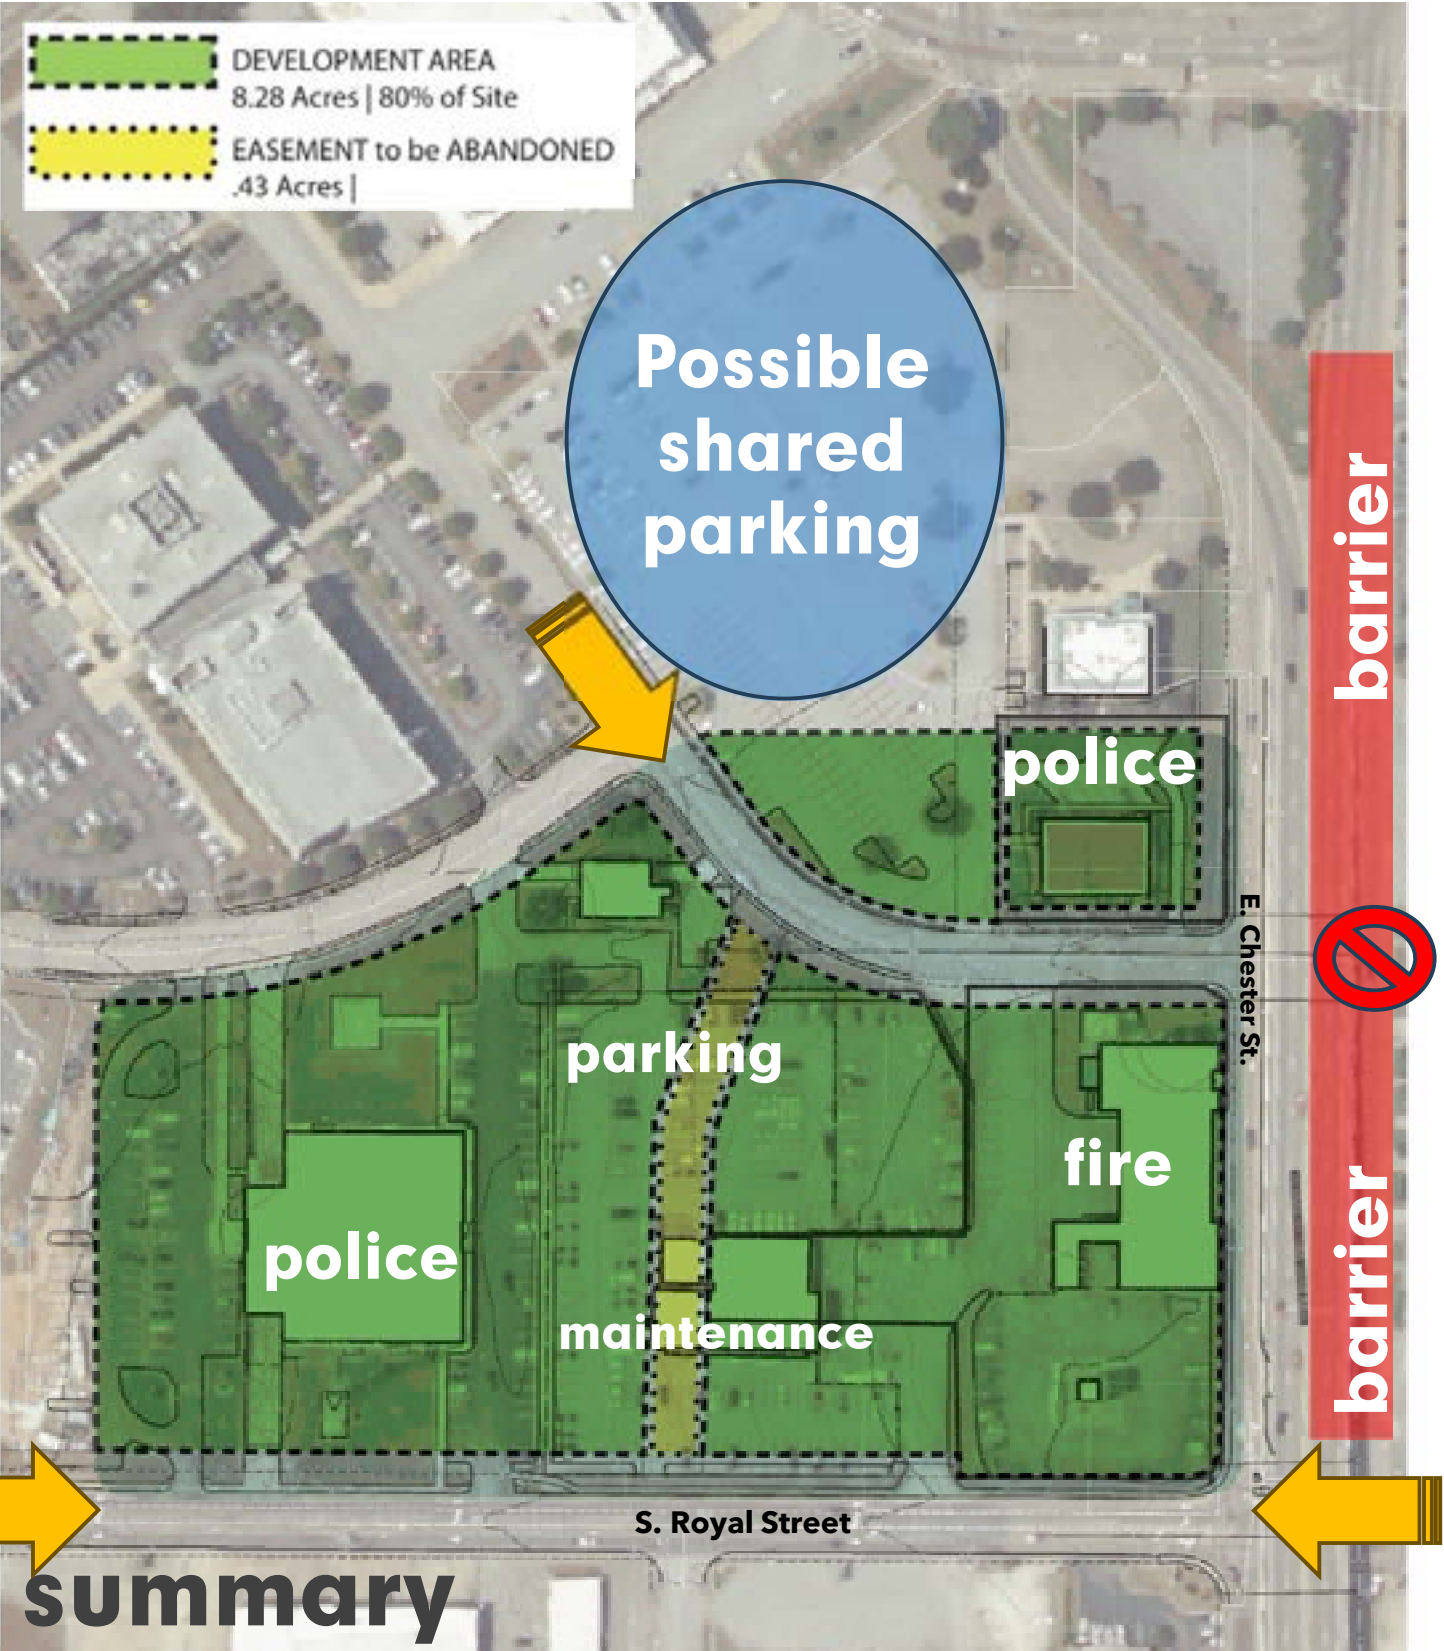 DEVELOPMENT AREA
8.28 Acres | 80% of Site
EASEMENT to be ABANDONED
.43 Acres |
Possible
shared
parking
barrier
police
E. Chester St.
parking
fire
police
barrier
maintenance
S. Royal Street
summary